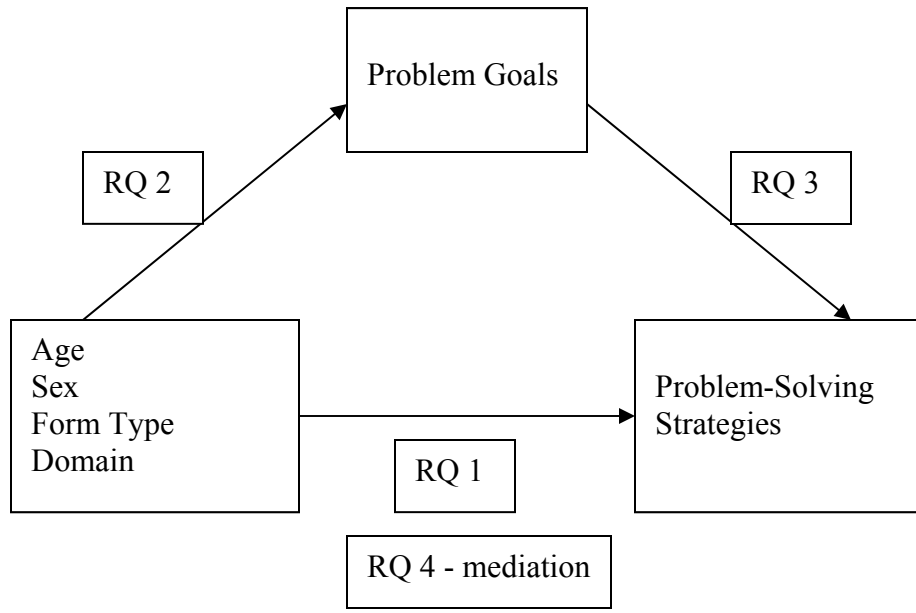 Problem Goals
RQ 2
RQ 3
Age
Sex
Form Type
Domain
Problem-Solving
Strategies
RQ 1
RQ 4 - mediation